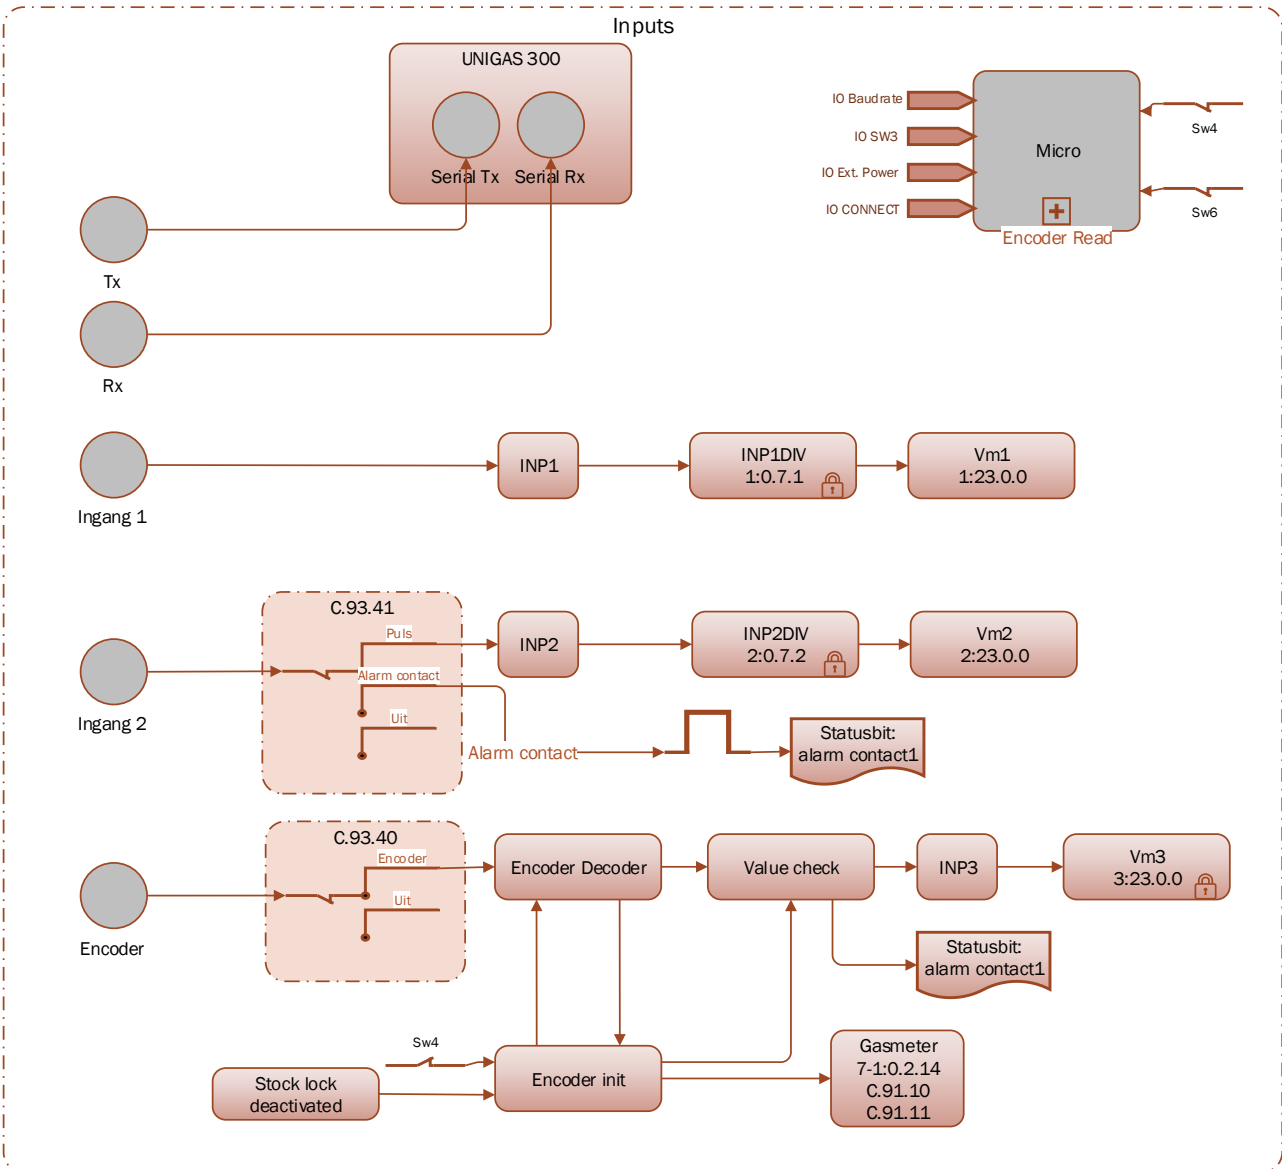 Inputs
UNIGAS 300
Serial Tx
Serial Rx
IO Baudrate
IO SW3
IO Ext. Power
IO CONNECT
Micro
Encoder Read
Sw4
Sw6
Tx
Rx
Ingang 1
INP1
INP1DIV
1:0.7.1
Vm1
1:23.0.0
Ingang 2
C.93.41
Puls
Alarm contact
Uit
INP2
INP2DIV
2:0.7.2
Vm2
2:23.0.0
Alarm contact
Statusbit:
alarm contact1
Encoder
C.93.40
Encoder
Uit
Encoder Decoder
Value check
INP3
Vm3
3:23.0.0
Statusbit:
alarm contact1
Sw4
Stock lock
deactivated
Encoder init
Gasmeter
7-1:0.2.14
C.91.10
C.91.11